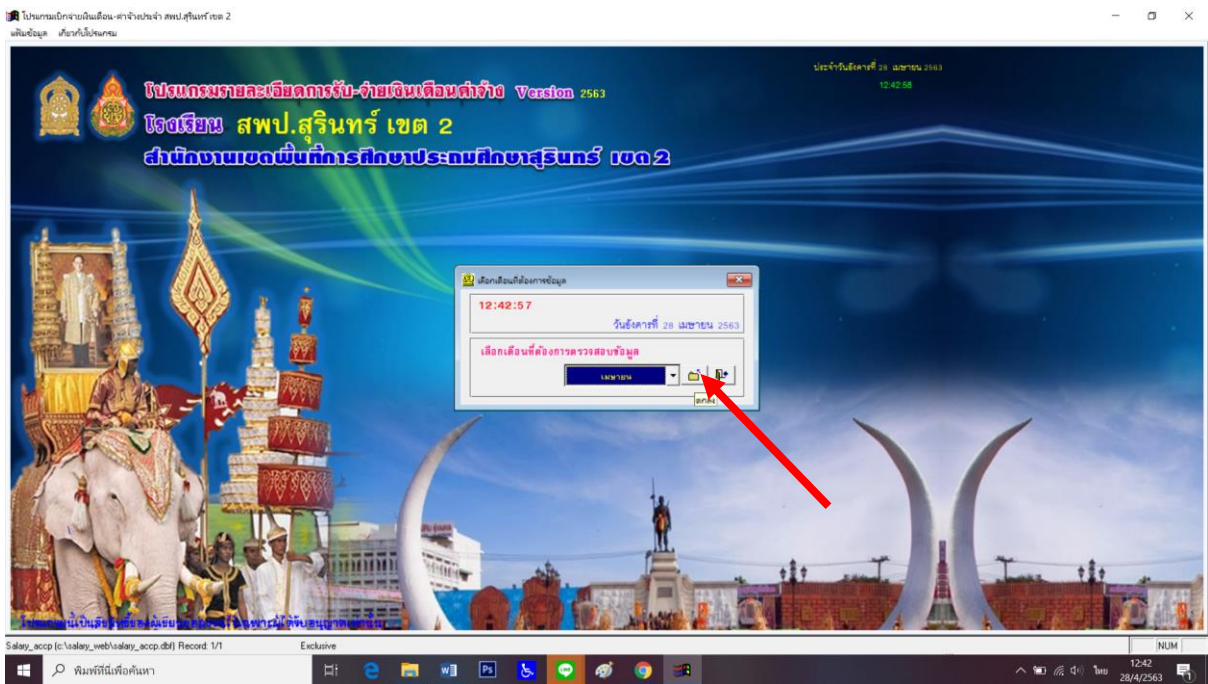 โปรแกรมเบิกจ่ายเงินเดือน-ค่าจ้างประจำ สพป.สุรินทร์ เขต 2
แฟ้มข้อมูล เกี่ยวกับโปรแกรม
ประจำวันอังคารที่ 28 เมษายน 2563
12:42:58
โปรแกรมรายละเอียดการรับ-จ่ายเงินเดือนค่าจ้าง Version 2563
โรงเรียน สพป.สุรินทร์ เขต 2
สำนักงานเขตพื้นที่การศึกษาประถมศึกษาสุรินทร์ เขต 2
เลือกเดือนที่ต้องการข้อมูล
12:42:57
วันอังคารที่ 28 เมษายน 2563
เลือกเดือนที่ต้องการตรวจสอบข้อมูล
เมษายน
ตกลง
Salary_accp (c:\salary_web\salary_accp.dbf) Record: 1/1 Exclusive NUM
พิมพ์ที่นี่เพื่อค้นหา
ไทย
12:42
28/4/2563